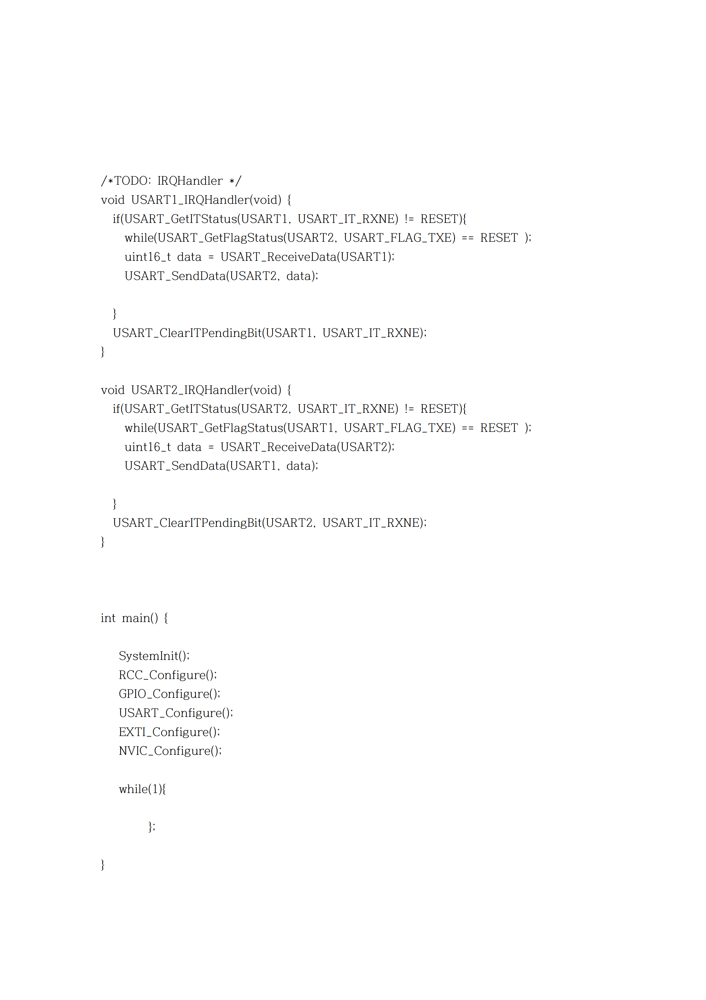 /*TODO: IRQHandler */
void USART1_IRQHandler(void) {
if(USART_GetITStatus(USART1, USART_IT_RXNE) != RESET){
while(USART_GetFlagStatus(USART2, USART_FLAG_TXE) == RESET );
uint16_t data = USART_ReceiveData(USART1);
USART_SendData(USART2, data);
}
USART_ClearITPendingBit(USART1, USART_IT_RXNE);
}
void USART2_IRQHandler(void) {
if(USART_GetITStatus(USART2, USART_IT_RXNE) != RESET){
while(USART_GetFlagStatus(USART1, USART_FLAG_TXE) == RESET );
uint16_t data = USART_ReceiveData(USART2);
USART_SendData(USART1, data);
}
USART_ClearITPendingBit(USART2, USART_IT_RXNE);
}
int main() {
SystemInit();
RCC_Configure();
GPIO_Configure();
USART_Configure();
EXTI_Configure();
NVIC_Configure();
while(1){
};
}